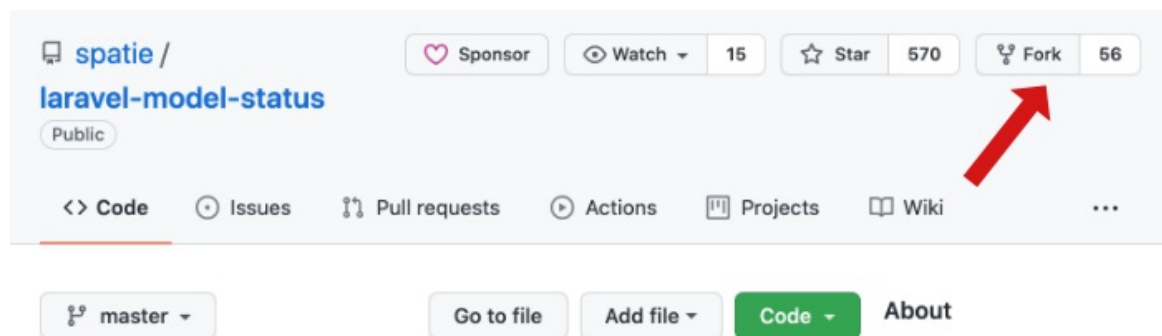 spatie /
Sponsor
Watch
15
Star
570
Fork
56
laravel-model-status
Public
<> Code
Issues
Pull requests
Actions
Projects
Wiki
...
master
Go to file
Add file
Code
About